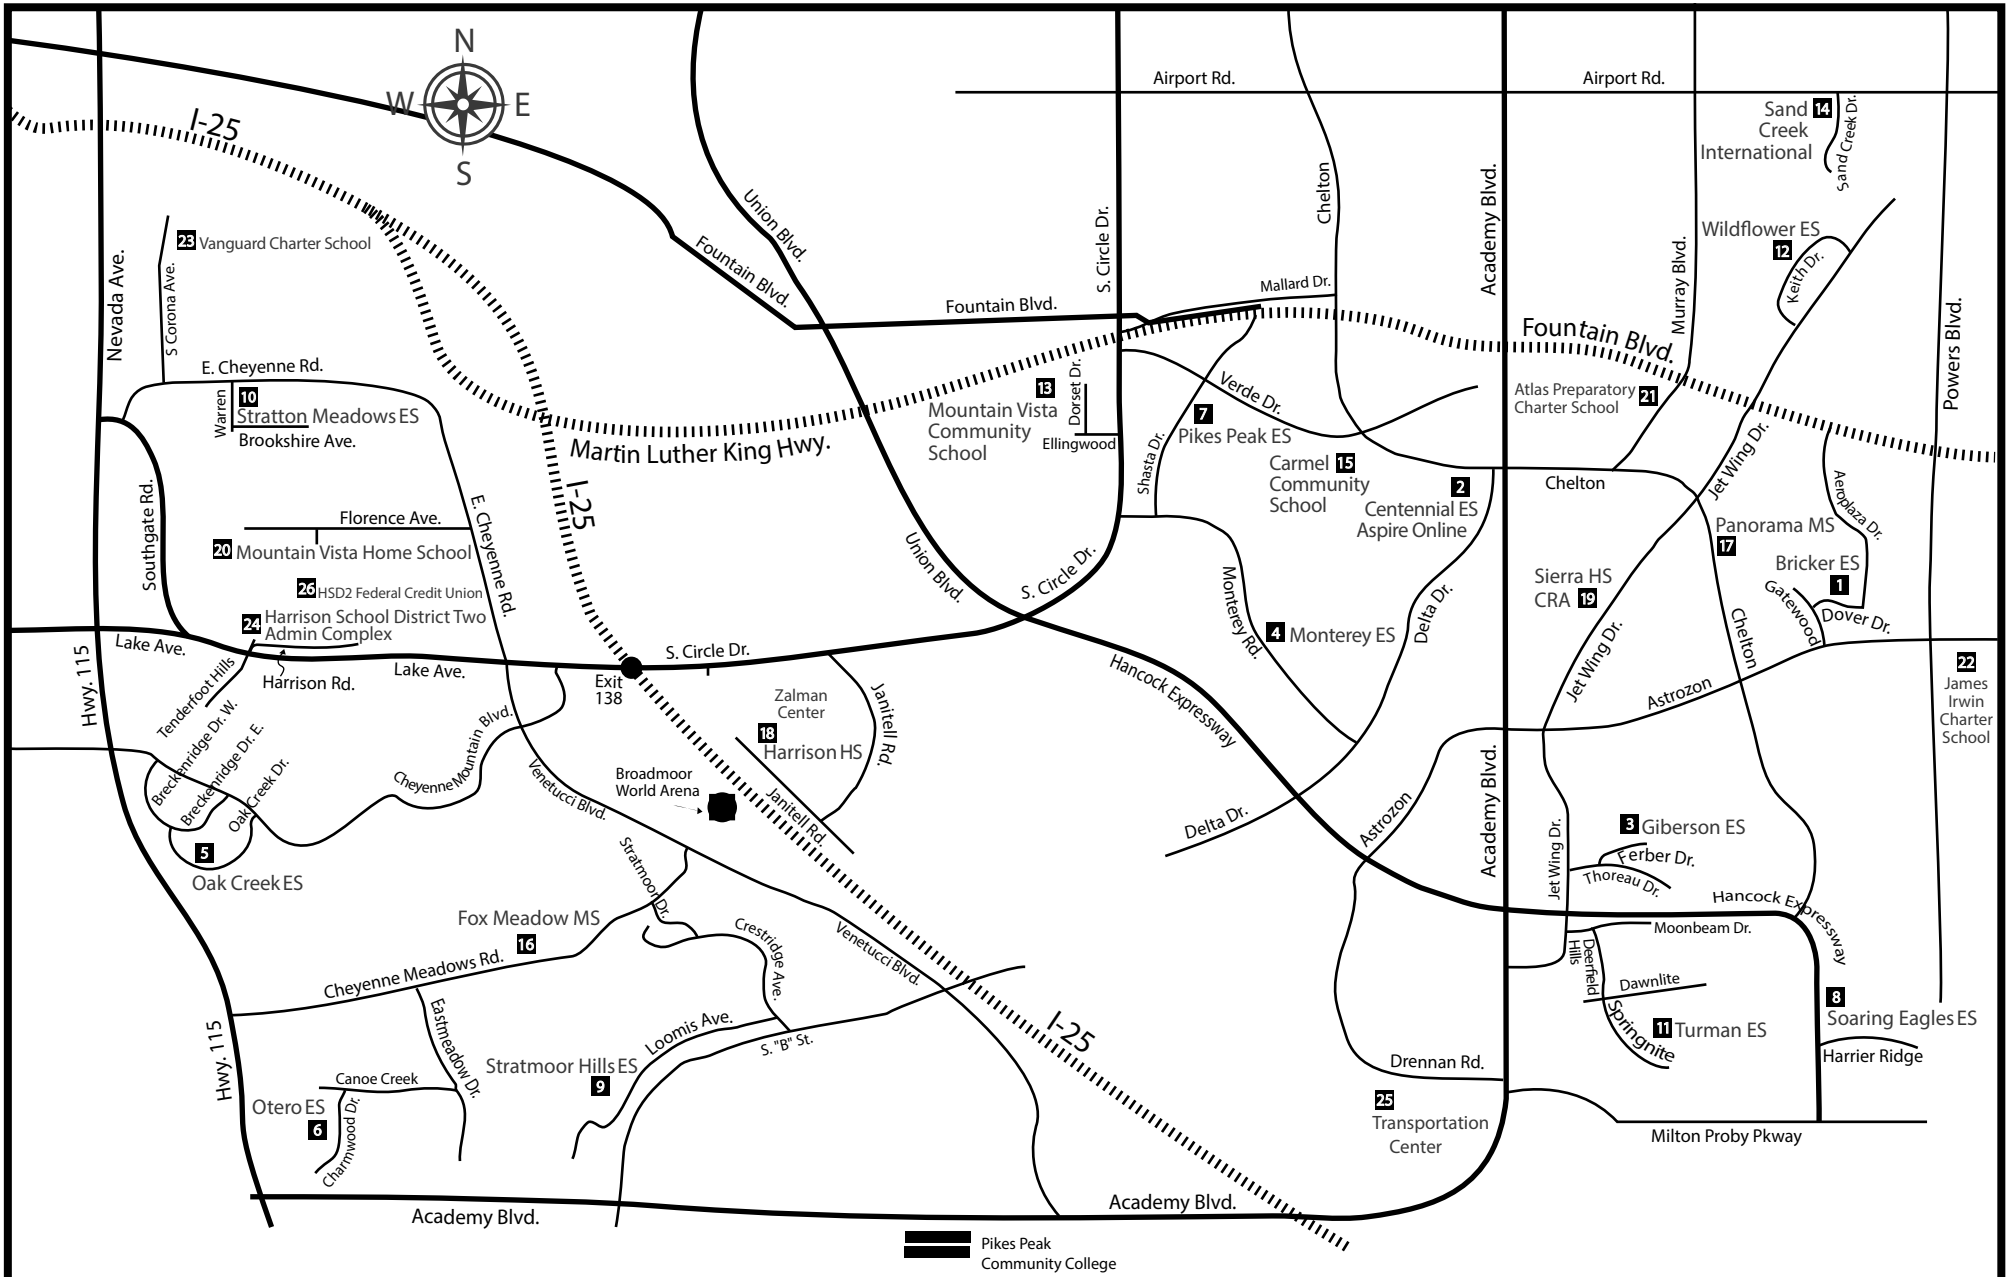 N
W E
S
I-25
Airport Rd.
Airport Rd.
Sand 14
Creek
International
Sand Creek Dr.
Union Blvd.
Chelton
Academy Blvd.
S. Circle Dr.
23 Vanguard Charter School
Nevada Ave.
S Corona Ave.
Fountain Blvd.
Fountain Blvd.
Mallard Dr.
Murray Blvd.
Wildflower ES
12
Keith Dr.
Powers Blvd.
Fountain Blvd.
E. Cheyenne Rd.
Warren
10
Stratton Meadows ES
Brookshire Ave.
Martin Luther King Hwy.
13
Mountain Vista
Community
School
Dorset Dr.
Ellingwood
Verde Dr.
7
Pikes Peak ES
Shasta Dr.
Atlas Preparatory
Charter School
21
Carmel 15
Community
School
2
Centennial ES
Aspire Online
Chelton
Jet Wing Dr.
Aeroplaza Dr.
Southgate Rd.
Florence Ave.
20 Mountain Vista Home School
E. Cheyenne Rd.
I-25
26 HSD2 Federal Credit Union
24 Harrison School District Two
Admin Complex
Union Blvd.
S. Circle Dr.
Monterey Rd.
4 Monterey ES
Delta Dr.
Sierra HS
CRA 19
Panorama MS
17
Bricker ES
1
Gatewood
Dover Dr.
Chelton
Jet Wing Dr.
Astrozon
22
James
Irwin
Charter
School
Hwy. 115
Lake Ave.
Tenderfoot Hills
Harrison Rd.
Lake Ave.
Exit
138
S. Circle Dr.
Zalman
Center
18
Harrison HS
Janitell Rd.
Janitell Rd.
Hancock Expressway
Breckenridge Dr. W.
Breckenridge Dr. E.
Oak Creek Dr.
5
Oak Creek ES
Cheyenne Mountain Blvd.
Venetucci Blvd.
Broadmoor
World Arena
Delta Dr.
Astrozon
Academy Blvd.
Jet Wing Dr.
3 Giberson ES
Ferber Dr.
Thoreau Dr.
Hancock Expressway
Moonbeam Dr.
Stratmoor Dr.
Fox Meadow MS
16
Cheyenne Meadows Rd.
Crestridge Ave.
Venetucci Blvd.
Deerfield
Hills
Dawnlite
Springnite
11 Turman ES
8
Soaring Eagles ES
Harrier Ridge
Hwy. 115
Eastmeadow Dr.
Loomis Ave.
S. "B" St.
I-25
Stratmoor Hills ES
9
Canoe Creek
Otero ES
6
Charmwood Dr.
Drennan Rd.
25
Transportation
Center
Milton Proby Pkway
Academy Blvd.
Academy Blvd.
Pikes Peak
Community College